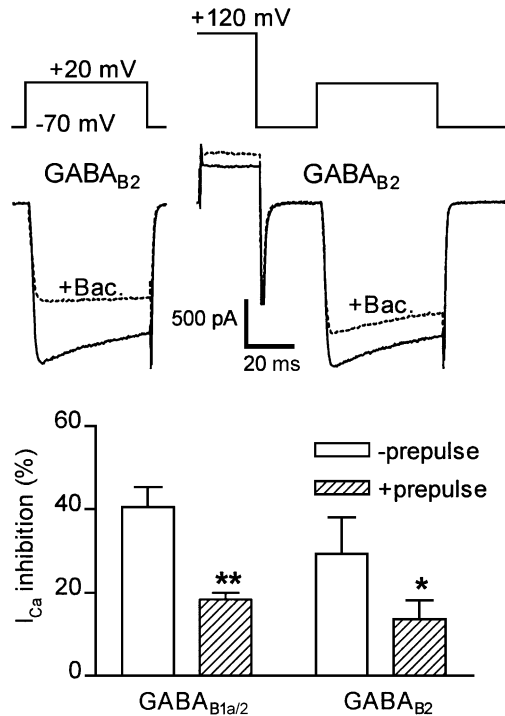 +120 mV
+20 mV
-70 mV
GABAB2 GABAB2
+Bac. +Bac.
500 pA
20 ms
60
-prepulse
+prepulse
40
20
0
ICa inhibition (%)
** *
GABAB1a/2 GABAB2